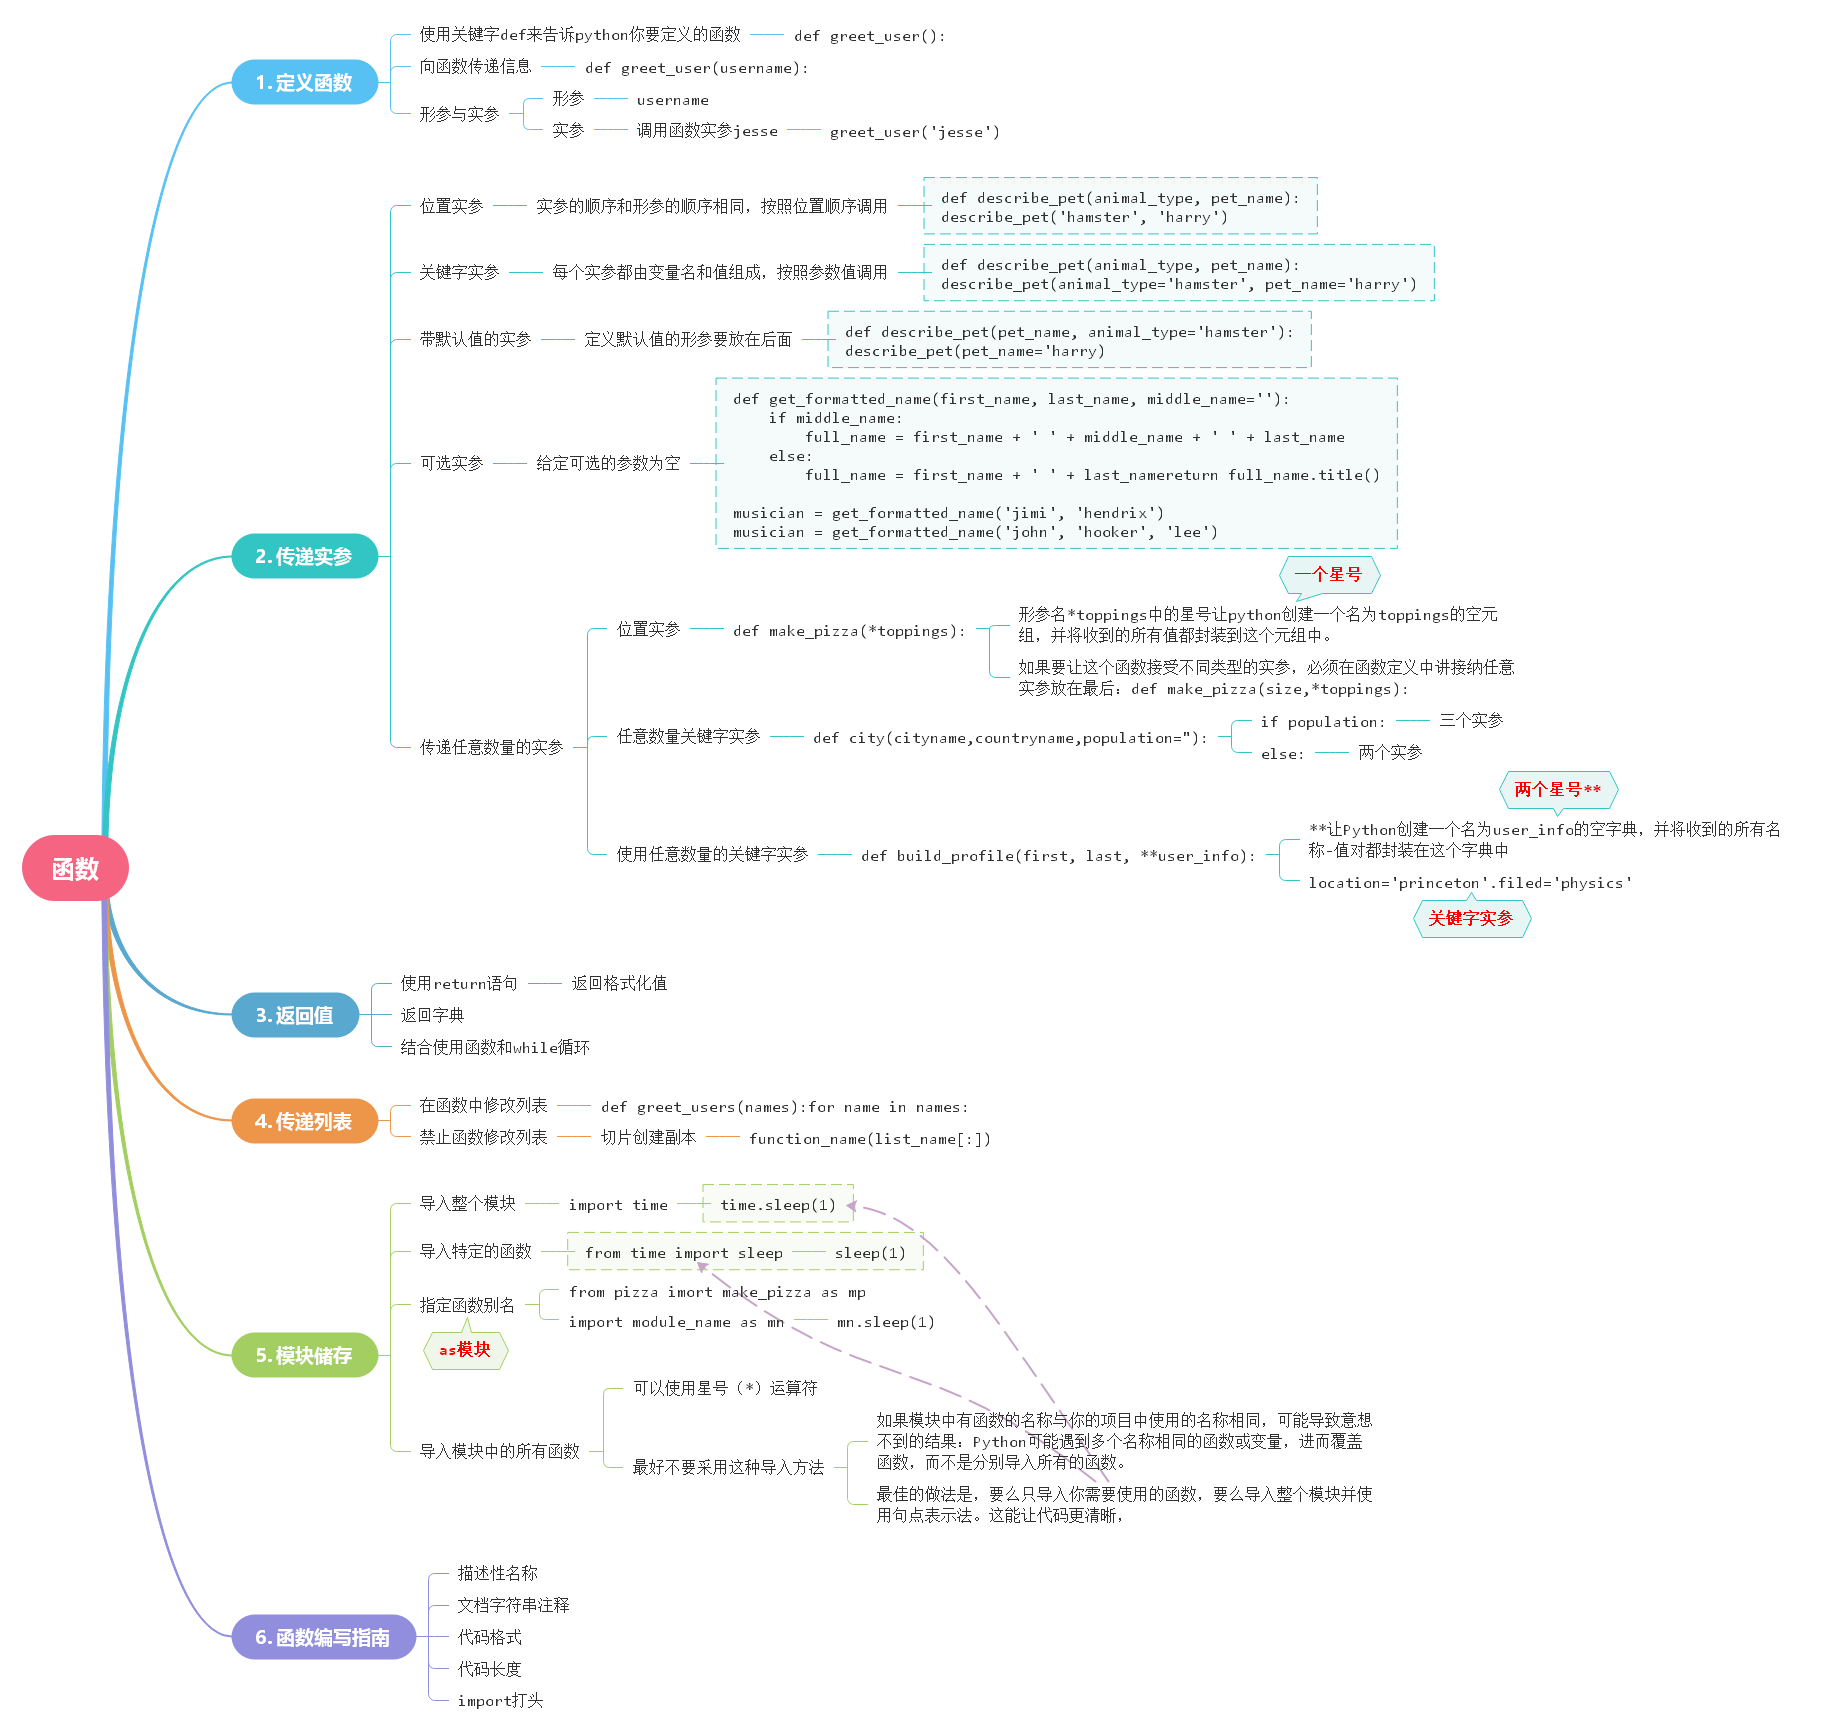 函数
1.定义函数
使用关键字def来告诉python你要定义的函数
def greet_user():
向函数传递信息
def greet_user(username):
形参与实参
形参
username
实参
调用函数实参jesse
greet_user('jesse')
2.传递实参
位置实参
实参的顺序和形参的顺序相同，按照位置顺序调用
def describe_pet(animal_type, pet_name):
describe_pet('hamster', 'harry')
关键字实参
每个实参都由变量名和值组成，按照参数值调用
def describe_pet(animal_type, pet_name):
describe_pet(animal_type='hamster', pet_name='harry')
带默认值的实参
定义默认值的形参要放在后面
def describe_pet(pet_name, animal_type='hamster'):
describe_pet(pet_name='harry)
可选实参
给定可选的参数为空
def get_formatted_name(first_name, last_name, middle_name=''):
    if middle_name:
        full_name = first_name + ' ' + middle_name + ' ' + last_name
    else:
        full_name = first_name + ' ' + last_namereturn full_name.title()
musician = get_formatted_name('jimi', 'hendrix')
musician = get_formatted_name('john', 'hooker', 'lee')
传递任意数量的实参
位置实参
def make_pizza(*toppings):
一个星号
形参名*toppings中的星号让python创建一个名为toppings的空元
组，并将收到的所有值都封装到这个元组中。
如果要让这个函数接受不同类型的实参，必须在函数定义中讲接纳任意
实参放在最后：def make_pizza(size,*toppings):
任意数量关键字实参
def city(cityname,countryname,population="):
if population:
三个实参
else:
两个实参
使用任意数量的关键字实参
def build_profile(first, last, **user_info):
两个星号**
**让Python创建一个名为user_info的空字典，并将收到的所有名
称-值对都封装在这个字典中
location='princeton'.filed='physics'
关键字实参
3.返回值
使用return语句
返回格式化值
返回字典
结合使用函数和while循环
4.传递列表
在函数中修改列表
def greet_users(names):for name in names:
禁止函数修改列表
切片创建副本
function_name(list_name[:])
5.模块储存
导入整个模块
import time
time.sleep(1)
导入特定的函数
from time import sleep
sleep(1)
指定函数别名
as模块
from pizza imort make_pizza as mp
import module_name as mn
mn.sleep(1)
导入模块中的所有函数
可以使用星号（*）运算符
最好不要采用这种导入方法
如果模块中有函数的名称与你的项目中使用的名称相同，可能导致意想
不到的结果：Python可能遇到多个名称相同的函数或变量，进而覆盖
函数，而不是分别导入所有的函数。
最佳的做法是，要么只导入你需要使用的函数，要么导入整个模块并使
用句点表示法。这能让代码更清晰，
6.函数编写指南
描述性名称
文档字符串注释
代码格式
代码长度
import打头